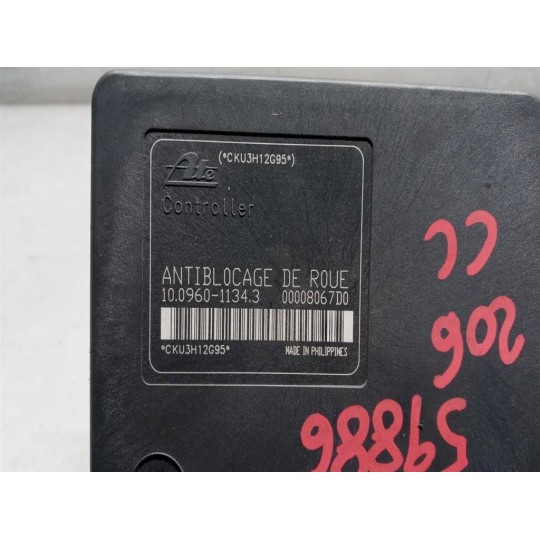 (*CKU3H12G95*)
Ate
Controller
ANTIBLOCAGE DE ROUE
10.0960-1134.3 00008067D0
*CKU3H12G95*
MADE IN PHILIPPINES
CC
206
59886